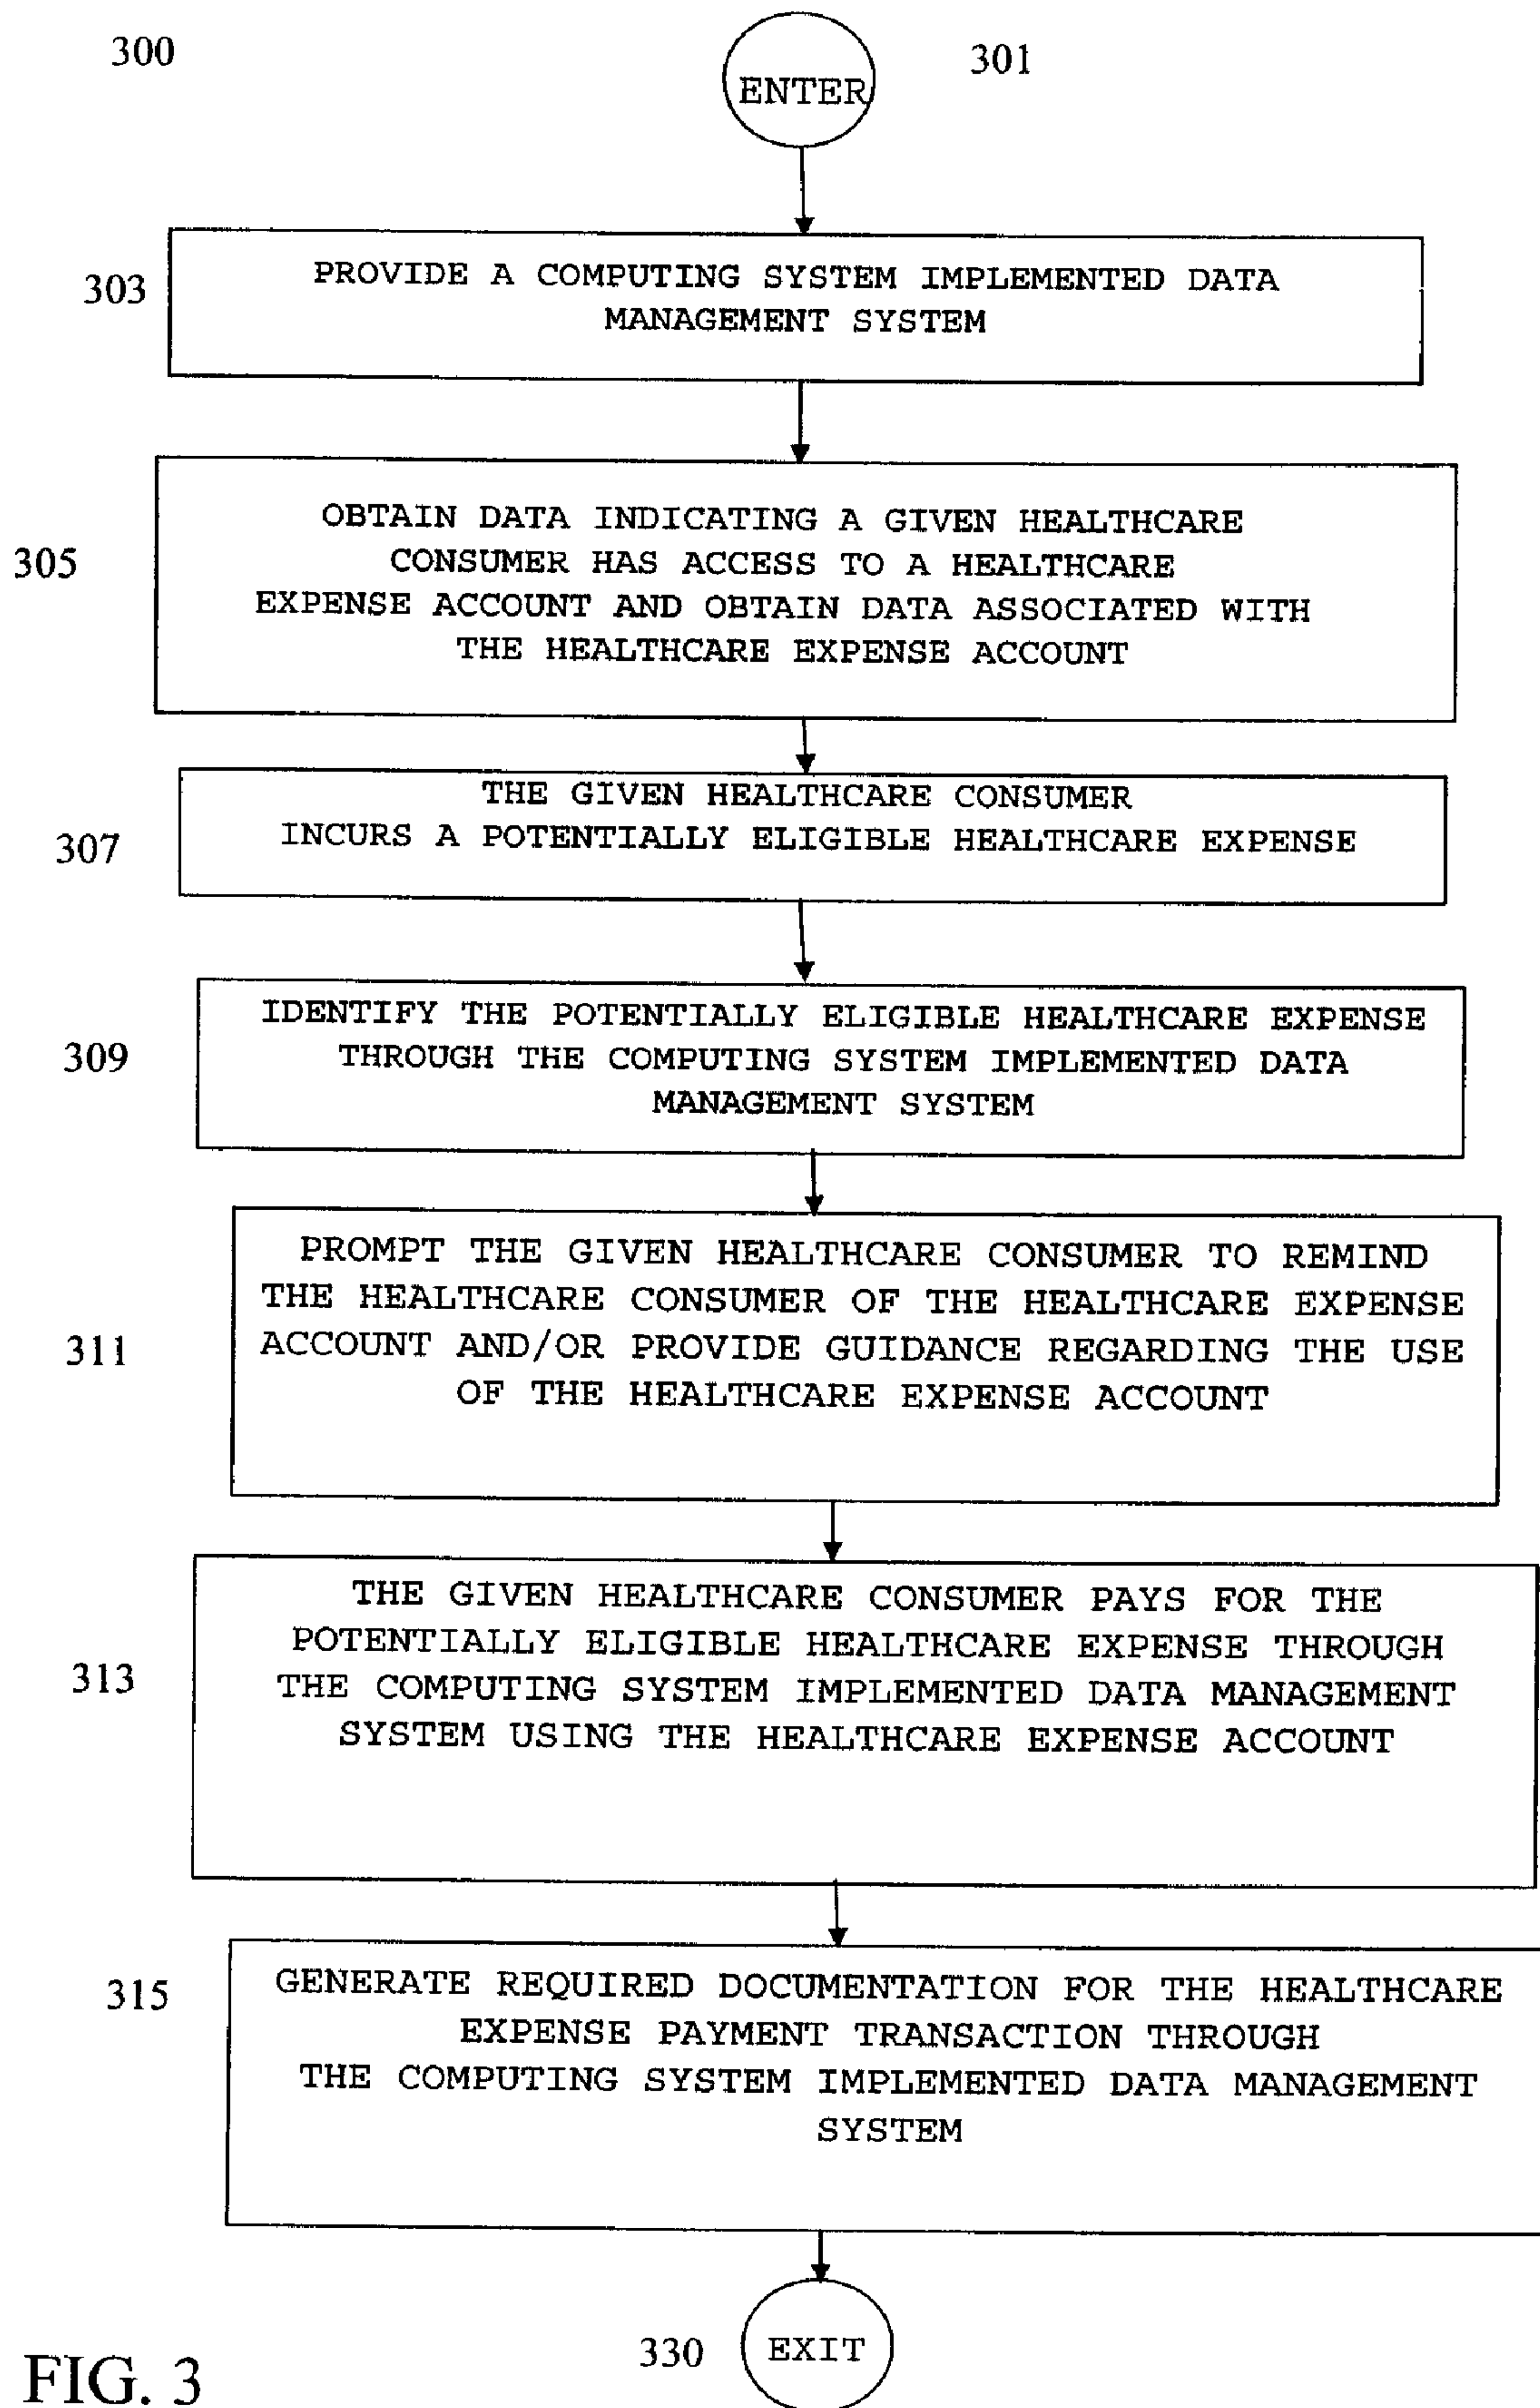 300
ENTER
301
303
PROVIDE A COMPUTING SYSTEM IMPLEMENTED DATA
MANAGEMENT SYSTEM
305
OBTAIN DATA INDICATING A GIVEN HEALTHCARE
CONSUMER HAS ACCESS TO A HEALTHCARE
EXPENSE ACCOUNT AND OBTAIN DATA ASSOCIATED WITH
THE HEALTHCARE EXPENSE ACCOUNT
307
THE GIVEN HEALTHCARE CONSUMER
INCURS A POTENTIALLY ELIGIBLE HEALTHCARE EXPENSE
309
IDENTIFY THE POTENTIALLY ELIGIBLE HEALTHCARE EXPENSE
THROUGH THE COMPUTING SYSTEM IMPLEMENTED DATA
MANAGEMENT SYSTEM
311
PROMPT THE GIVEN HEALTHCARE CONSUMER TO REMIND
THE HEALTHCARE CONSUMER OF THE HEALTHCARE EXPENSE
ACCOUNT AND/OR PROVIDE GUIDANCE REGARDING THE USE
OF THE HEALTHCARE EXPENSE ACCOUNT
313
THE GIVEN HEALTHCARE CONSUMER PAYS FOR THE
POTENTIALLY ELIGIBLE HEALTHCARE EXPENSE THROUGH
THE COMPUTING SYSTEM IMPLEMENTED DATA MANAGEMENT
SYSTEM USING THE HEALTHCARE EXPENSE ACCOUNT
315
GENERATE REQUIRED DOCUMENTATION FOR THE HEALTHCARE
EXPENSE PAYMENT TRANSACTION THROUGH
THE COMPUTING SYSTEM IMPLEMENTED DATA MANAGEMENT
SYSTEM
330
EXIT
FIG. 3